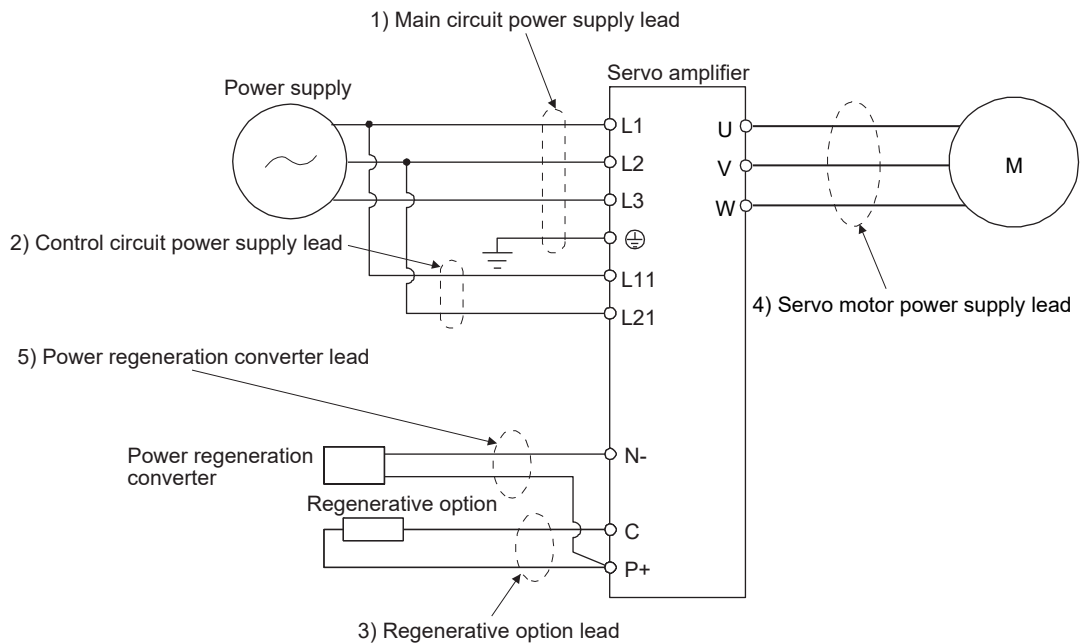 1) Main circuit power supply lead
Servo amplifier
Power supply
L1
L2
L3
U
V
W
M
2) Control circuit power supply lead
L11
L21
4) Servo motor power supply lead
5) Power regeneration converter lead
Power regeneration
converter
N-
Regenerative option
C
P+
3) Regenerative option lead